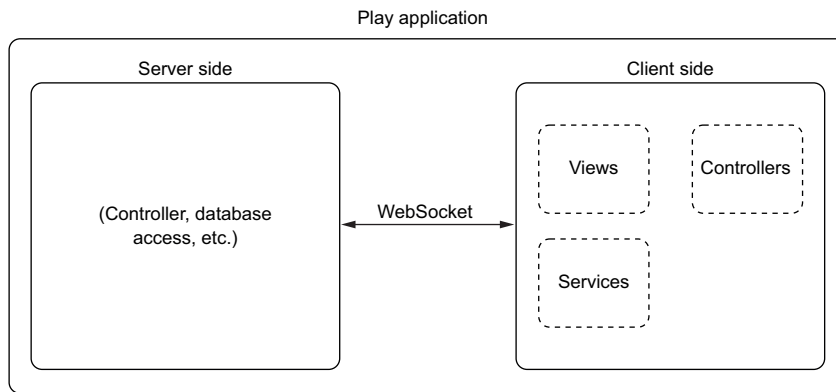 Play application
Server side
Client side
Views
Controllers
(Controller, database
access, etc.)
WebSocket
Services